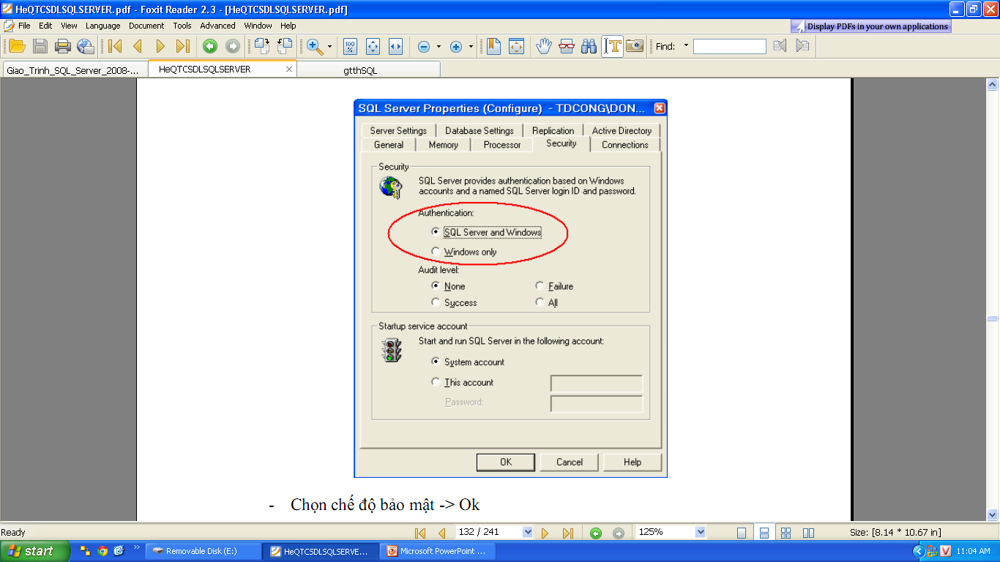 HeQTCSDLSQLSERVER.pdf - Foxit Reader 2.3 - [HeQTCSDLSQLSERVER.pdf]
File Edit View Language Document Tools Advanced Window Help
Display PDFs in your own applications
Find:
Giao_Trinh_SQL_Server_2008-... HeQTCSDLSQLSERVER gtthSQL
SQL Server Properties (Configure) - TDCONG\DON...
Server Settings Database Settings Replication Active Directory
General Memory Processor Security Connections
Security
SQL Server provides authentication based on Windows
accounts and a named SQL Server login ID and password.
Authentication:
SQL Server and Windows
Windows only
Audit level:
None Failure
Success All
Startup service account
Start and run SQL Server in the following account:
System account
This account
Password:
OK Cancel Help
- Chọn chế độ bảo mật -> Ok
132 / 241 125%
Ready Size: [8.14 * 10.67 in]
start Removable Disk (E:) HeQTCSDLSQLSERVE... Microsoft PowerPoint ... V 11:04 AM